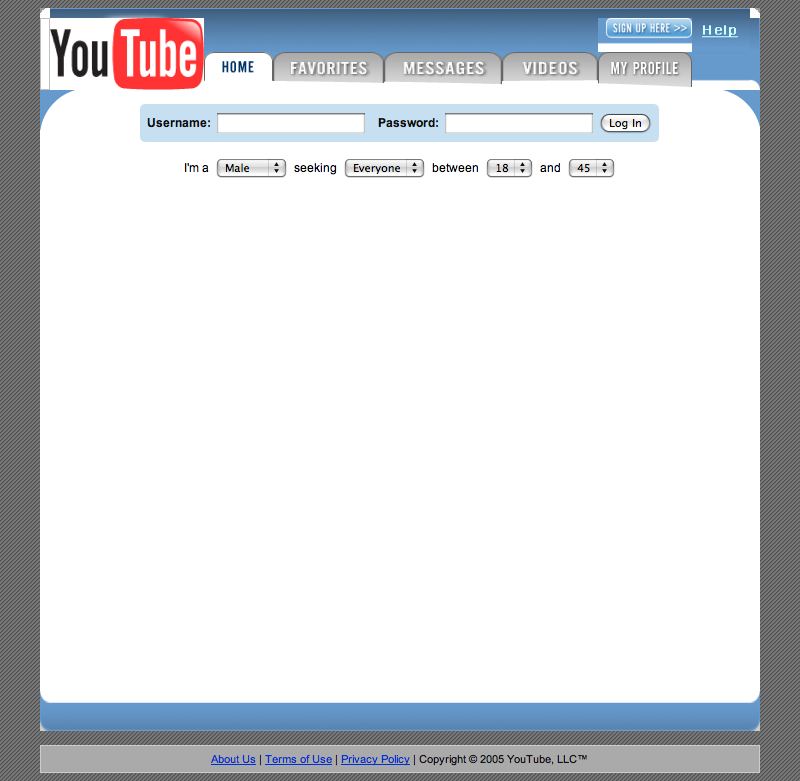 YouTube
SIGN UP HERE >> Help
HOME FAVORITES MESSAGES VIDEOS MY PROFILE
Username: Password: Log In
I'm a Male seeking Everyone between 18 and 45
About Us | Terms of Use | Privacy Policy | Copyright © 2005 YouTube, LLC™